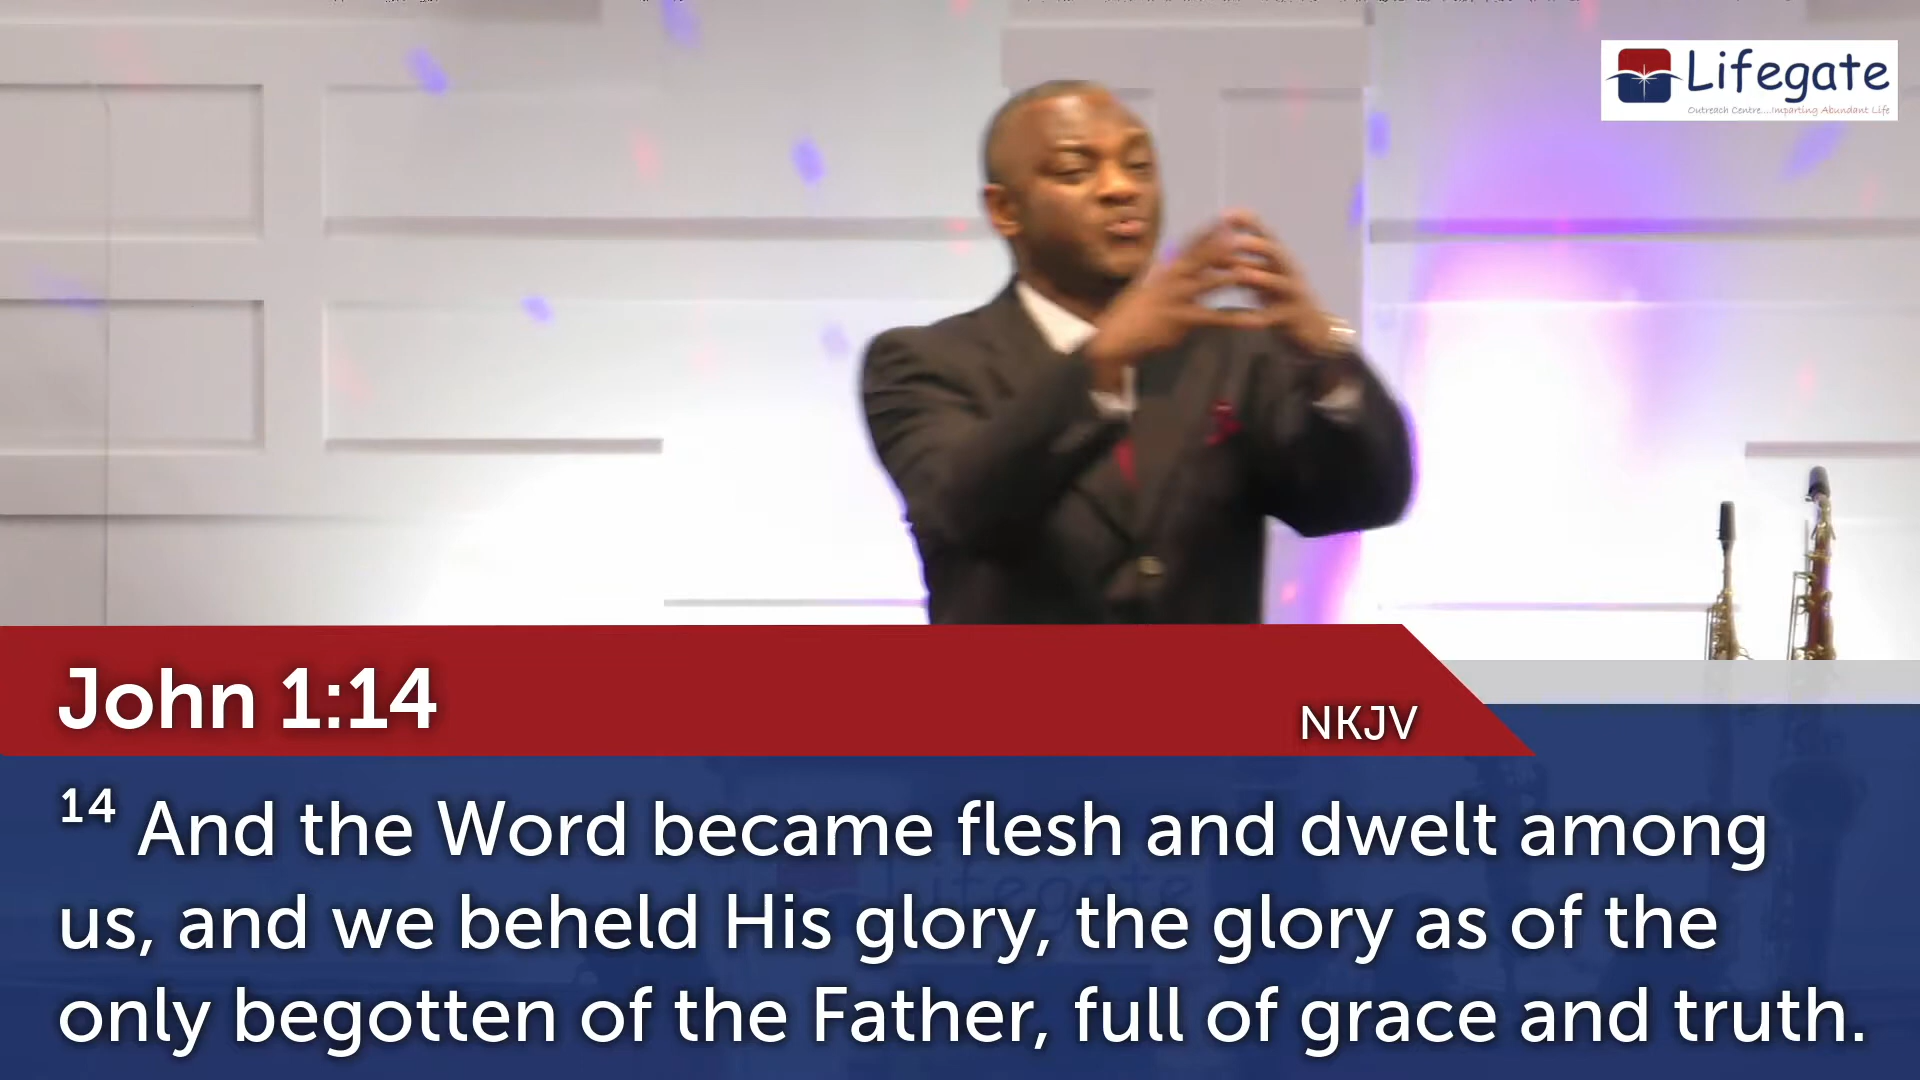 Lifegate
Outreach Centre....Imparting Abundant Life
John 1:14
NKJV
14 And the Word became flesh and dwelt among
us, and we beheld His glory, the glory as of the
only begotten of the Father, full of grace and truth.
Lifegate